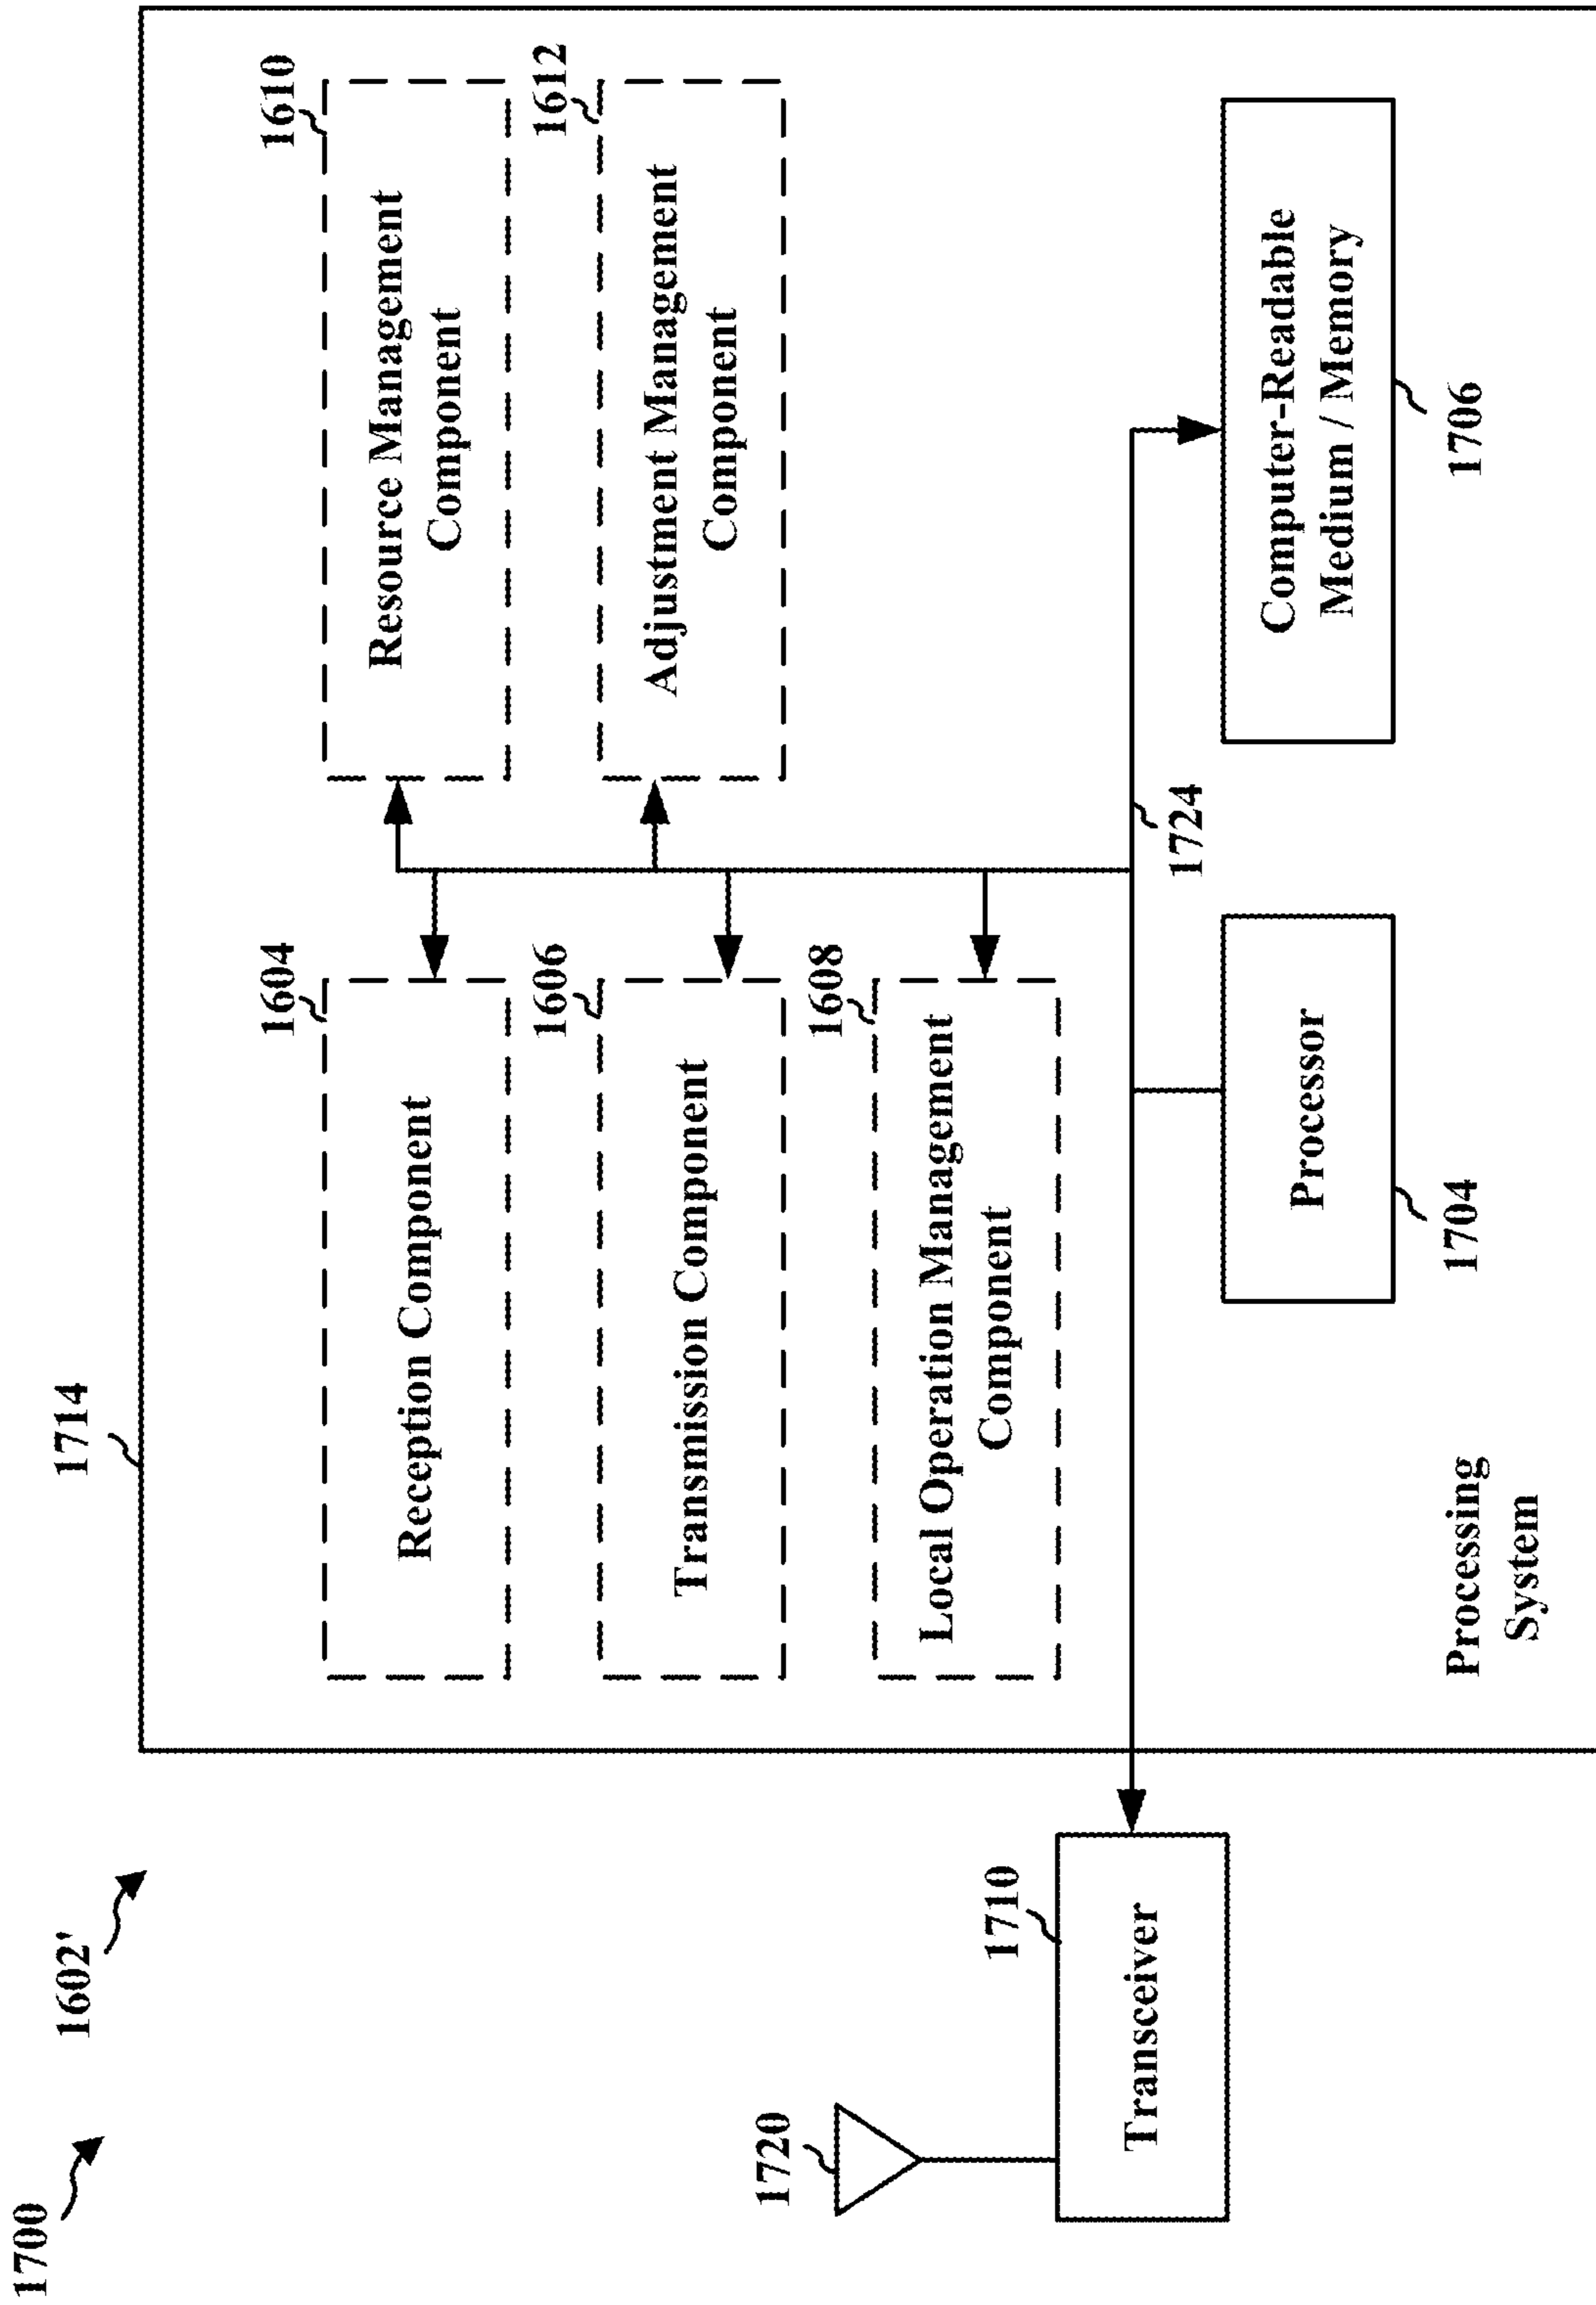 1700
1602'
1714
1604
Reception Component
1610
Resource Management
Component
1606
Transmission Component
1612
Adjustment Management
Component
1608
Local Operation Management
Component
1720
1710
Transceiver
1724
Processor
1704
Computer-Readable
Medium / Memory
1706
Processing
System